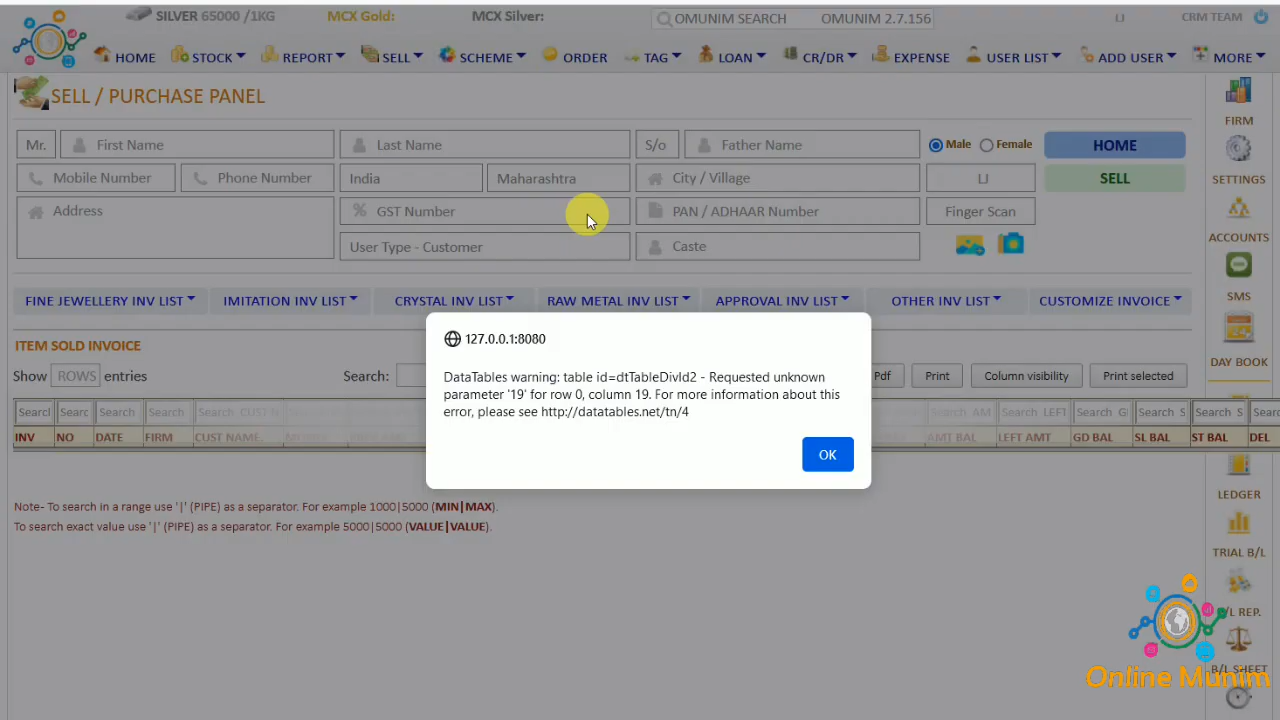 SILVER 65000 /1KG
MCX Gold:
MCX Silver:
OMUNIM SEARCH
OMUNIM 2.7.156
CRM TEAM
HOME
STOCK
REPORT
SELL
SCHEME
ORDER
TAG
LOAN
CR/DR
EXPENSE
USER LIST
ADD USER
MORE
SELL / PURCHASE PANEL
Mr.
First Name
Last Name
S/o
Father Name
Male
Female
HOME
Mobile Number
Phone Number
India
Maharashtra
City / Village
LJ
SELL
Address
GST Number
PAN / ADHAAR Number
Finger Scan
User Type - Customer
Caste
FIRM
SETTINGS
ACCOUNTS
SMS
DAY BOOK
LEDGER
TRIAL B/L
/L REP.
B/L SHEET
FINE JEWELLERY INV LIST
IMITATION INV LIST
CRYSTAL INV LIST
RAW METAL INV LIST
APPROVAL INV LIST
OTHER INV LIST
CUSTOMIZE INVOICE
ITEM SOLD INVOICE
Show ROWS entries
Search:
Pdf
Print
Column visibility
Print selected
INV
NO
DATE
FIRM
CUST NAME
AMT BAL
LEFT AMT
GD BAL
SL BAL
ST BAL
DEL
127.0.0.1:8080
DataTables warning: table id=dtTableDivId2 - Requested unknown
parameter '19' for row 0, column 19. For more information about this
error, please see http://datatables.net/tn/4
OK
Note- To search in a range use '|' (PIPE) as a separator. For example 1000|5000 (MIN|MAX).
To search exact value use '|' (PIPE) as a separator. For example 5000|5000 (VALUE|VALUE).
Online Munim